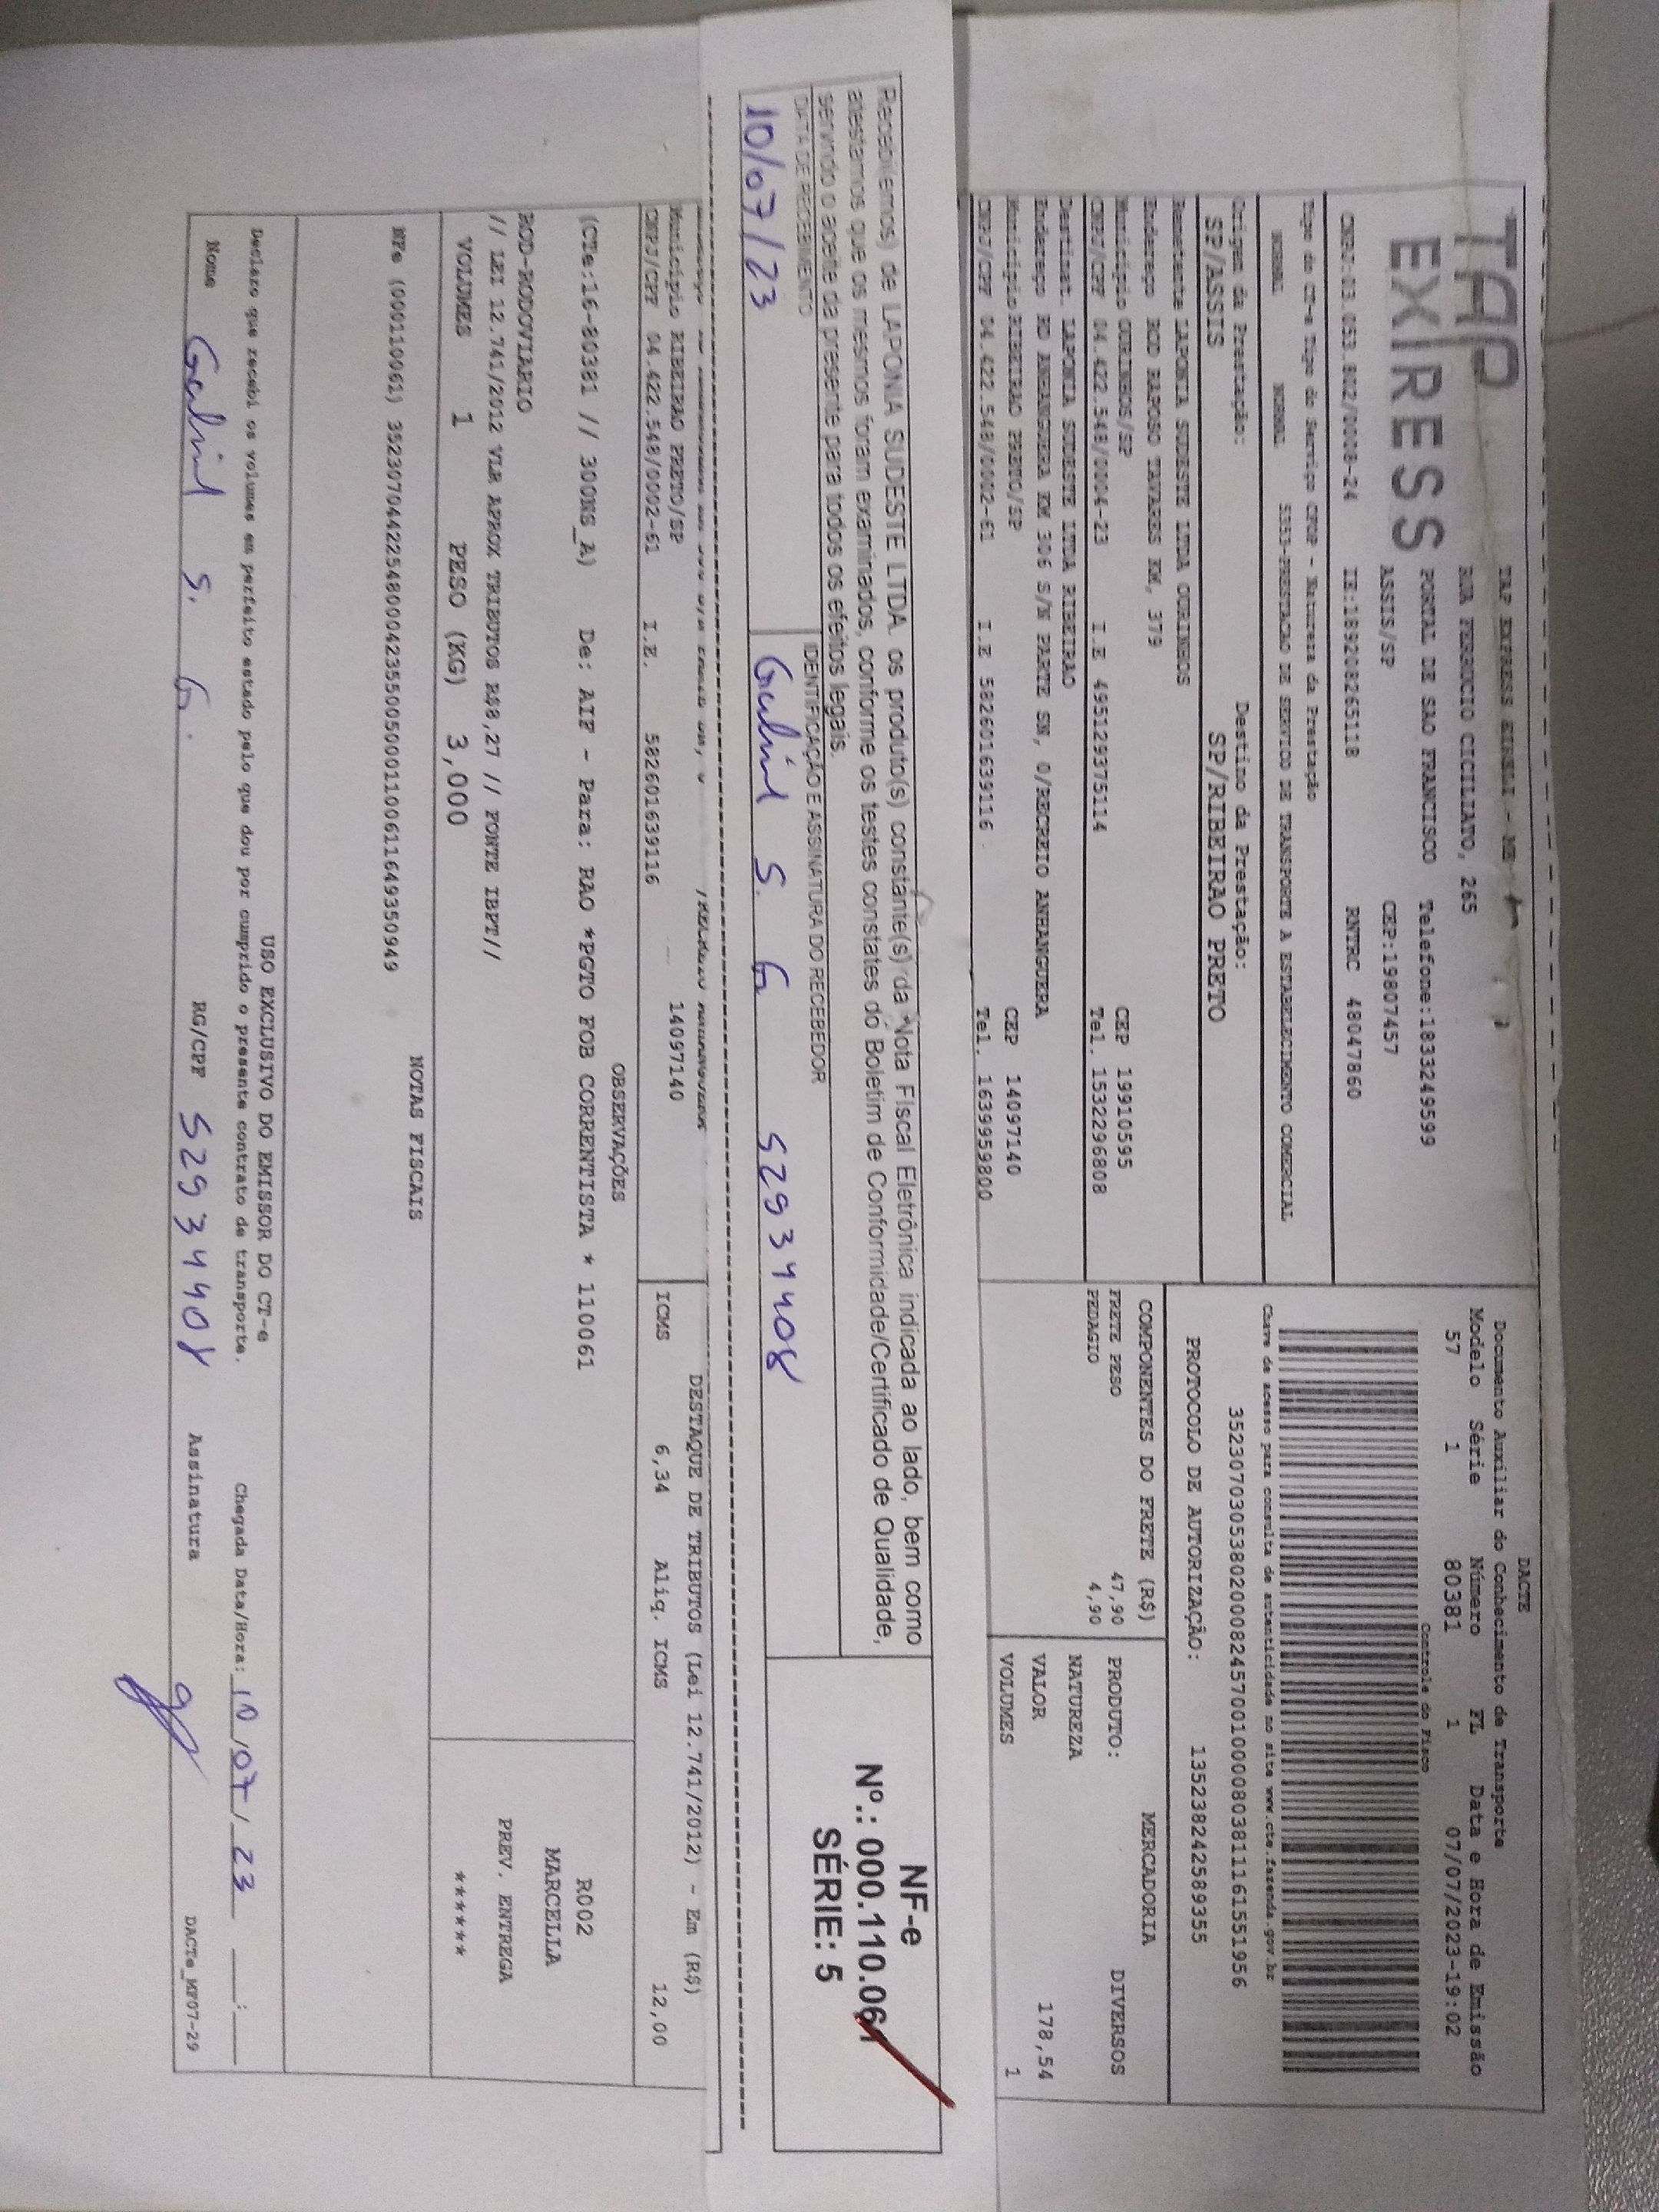 TAP
EXPRESS
TAP EXPRESS EIRELI - ME
RUA PERUCIO CICILIATO, 265
PORTAL DE SAO FRANCISCO Telefone:1833249599
ASSIS/SP CEP:19807457
CNPJ:03.053.802/0008-24 IE:189208265118 RNTRC 48047860
Tipo do CT-e Tipo do Serviço CFOP - Natureza da Prestação
NORMAL NORMAL 5353-PRESTACAO DE SERVICO DE TRANSPORTE A ESTABELECIMENTO COMERCIAL
Origem da Prestação: Destino da Prestação:
SP/ASSIS SP/RIBEIRAO PRETO
Remetente LAPONIA SUDESTE LTDA OURINHOS
Endereço ROD RAPOSO TAVARES KM, 379
Município OURINHOS/SP CEP 19910595
CNPJ/CPF 04.422.548/0004-23 I.E 495129375114 Tel. 1532296808
Destinat. LAPONIA SUDESTE LTDA RIBEIRAO
Endereço RD ANHANGUERA KM 306 S/N PARTE SN, 0/RECREIO ANHANGUERA
Município RIBEIRAO PRETO/SP CEP 14097140
CNPJ/CPF 04.422.548/0002-61 I.E 582601639116 Tel. 1639959800
DACTE
Documento Auxiliar do Conhecimento de Transporte
Modelo Série Número FL Data e Hora de Emissão
57 1 80381 1 07/07/2023-19:02
Controle do Fisco
Chave de acesso para consulta de autenticidade no site www.cte.fazenda.gov.br
35230703053802000824570010000803811161551956
PROTOCOLO DE AUTORIZAÇÃO: 135238242589355
COMPONENTES DO FRETE (R$)
FRETE PESO 47,90
PEDAGIO 4,90
MERCADORIA
PRODUTO: DIVERSOS
NATUREZA
VALOR 178,54
VOLUMES 1
Recebi(emos) de LAPONIA SUDESTE LTDA. os produto(s) constante(s) da Nota Fiscal Eletrônica indicada ao lado, bem como
atestamos que os mesmos foram examinados, conforme os testes constates do Boletim de Conformidade/Certificado de Qualidade,
servindo o aceite da presente para todos os efeitos legais.
DATA DE RECEBIMENTO IDENTIFICAÇÃO E ASSINATURA DO RECEBEDOR
10/07/23 Gabriel S. G 52934408
NF-e
Nº.: 000.110.061
SÉRIE: 5
Município RIBEIRAO PRETO/SP 14097140
CNPJ/CPF 04.422.548/0002-61 I.E. 582601639116
DESTAQUE DE TRIBUTOS (Lei 12.741/2012) - Em (R$)
ICMS 6,34 Aliq. ICMS 12,00
OBSERVAÇÕES
(CTe:16-80381 // 300NS_A) De: AIF - Para: RAO *PGTO FOB CORRENTISTA * 110061
ROD-RODOVIARIO
// LEI 12.741/2012 VLR APROX TRIBUTOS R$8,27 // FONTE IBPT//
VOLUMES 1 PESO (KG) 3,000
R002
MARCELLA
PREV. ENTREGA
******
NOTAS FISCAIS
NFe (000110061) 35230704422548000423550050001100611649350949
USO EXCLUSIVO DO EMISSOR DO CT-e
Declaro que recebi os volumes em perfeito estado pelo que dou por cumprido o presente contrato de transporte. Chegada Data/Hora: 10/07/23 __:__
Nome Gabriel S. G. RG/CPF 52934408 Assinatura
DACTe_MP07-29